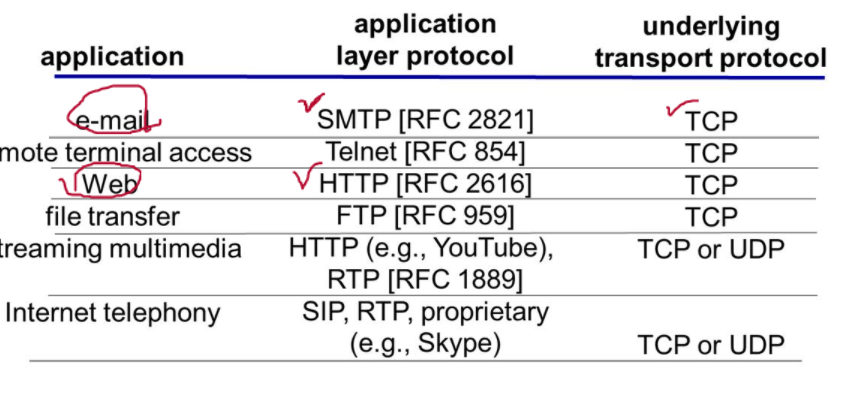 application application layer protocol underlying transport protocol
e-mail SMTP [RFC 2821] TCP
mote terminal access Telnet [RFC 854] TCP
Web HTTP [RFC 2616] TCP
file transfer FTP [RFC 959] TCP
treaming multimedia HTTP (e.g., YouTube), TCP or UDP
RTP [RFC 1889]
Internet telephony SIP, RTP, proprietary
(e.g., Skype) TCP or UDP